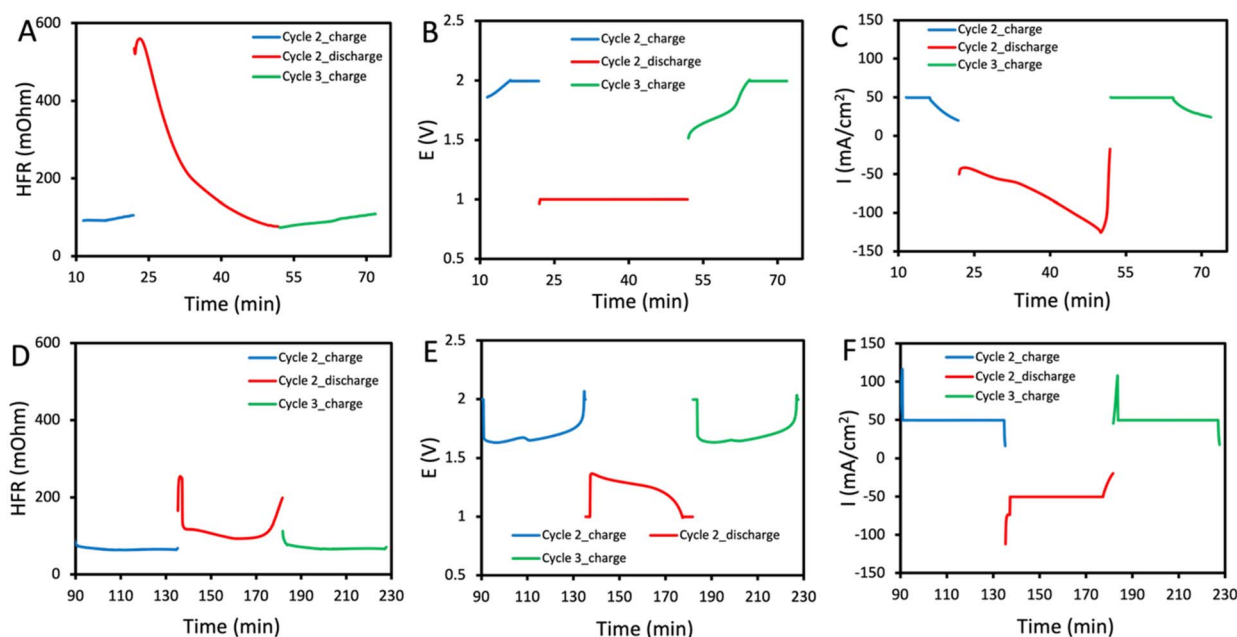 A
600
400
200
0
HFR (mOhm)
Cycle 2_charge
Cycle 2_discharge
Cycle 3_charge
10 25 40 55 70
Time (min)
B
2.5
2
1.5
1
0.5
E (V)
Cycle 2_charge
Cycle 2_discharge
Cycle 3_charge
10 25 40 55 70
Time (min)
C
150
100
50
0
-50
-100
-150
I (mA/cm²)
Cycle 2_charge
Cycle 2_discharge
Cycle 3_charge
10 25 40 55 70
Time (min)
D
600
400
200
0
HFR (mOhm)
Cycle 2_charge
Cycle 2_discharge
Cycle 3_charge
90 110 130 150 170 190 210 230
Time (min)
E
2.5
2
1.5
1
0.5
E (V)
Cycle 2_charge Cycle 2_discharge
Cycle 3_charge
90 110 130 150 170 190 210 230
Time (min)
F
150
100
50
0
-50
-100
-150
I (mA/cm²)
Cycle 2_charge
Cycle 2_discharge
Cycle 3_charge
90 110 130 150 170 190 210 230
Time (min)